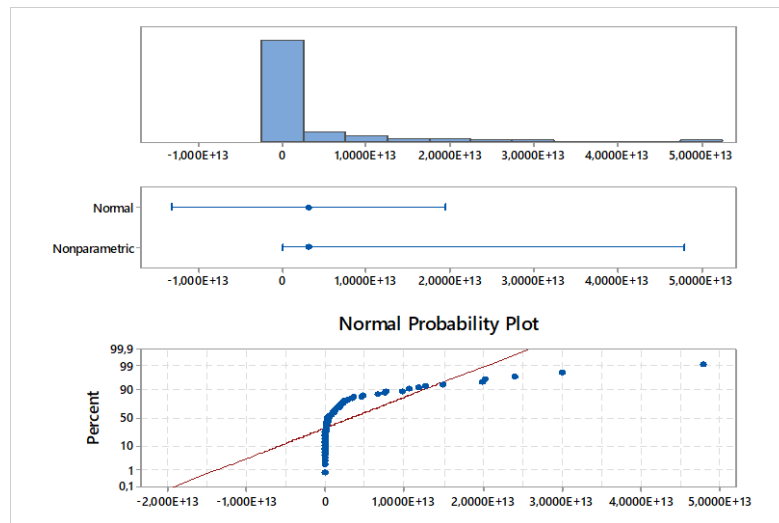 -1,000E+13 0 1,0000E+13 2,0000E+13 3,0000E+13 4,0000E+13 5,0000E+13
Normal
Nonparametric
-1,000E+13 0 1,0000E+13 2,0000E+13 3,0000E+13 4,0000E+13 5,0000E+13
Normal Probability Plot
99,9
99
90
50
10
1
0,1
Percent
-2,000E+13 -1,000E+13 0 1,0000E+13 2,0000E+13 3,0000E+13 4,0000E+13 5,0000E+13